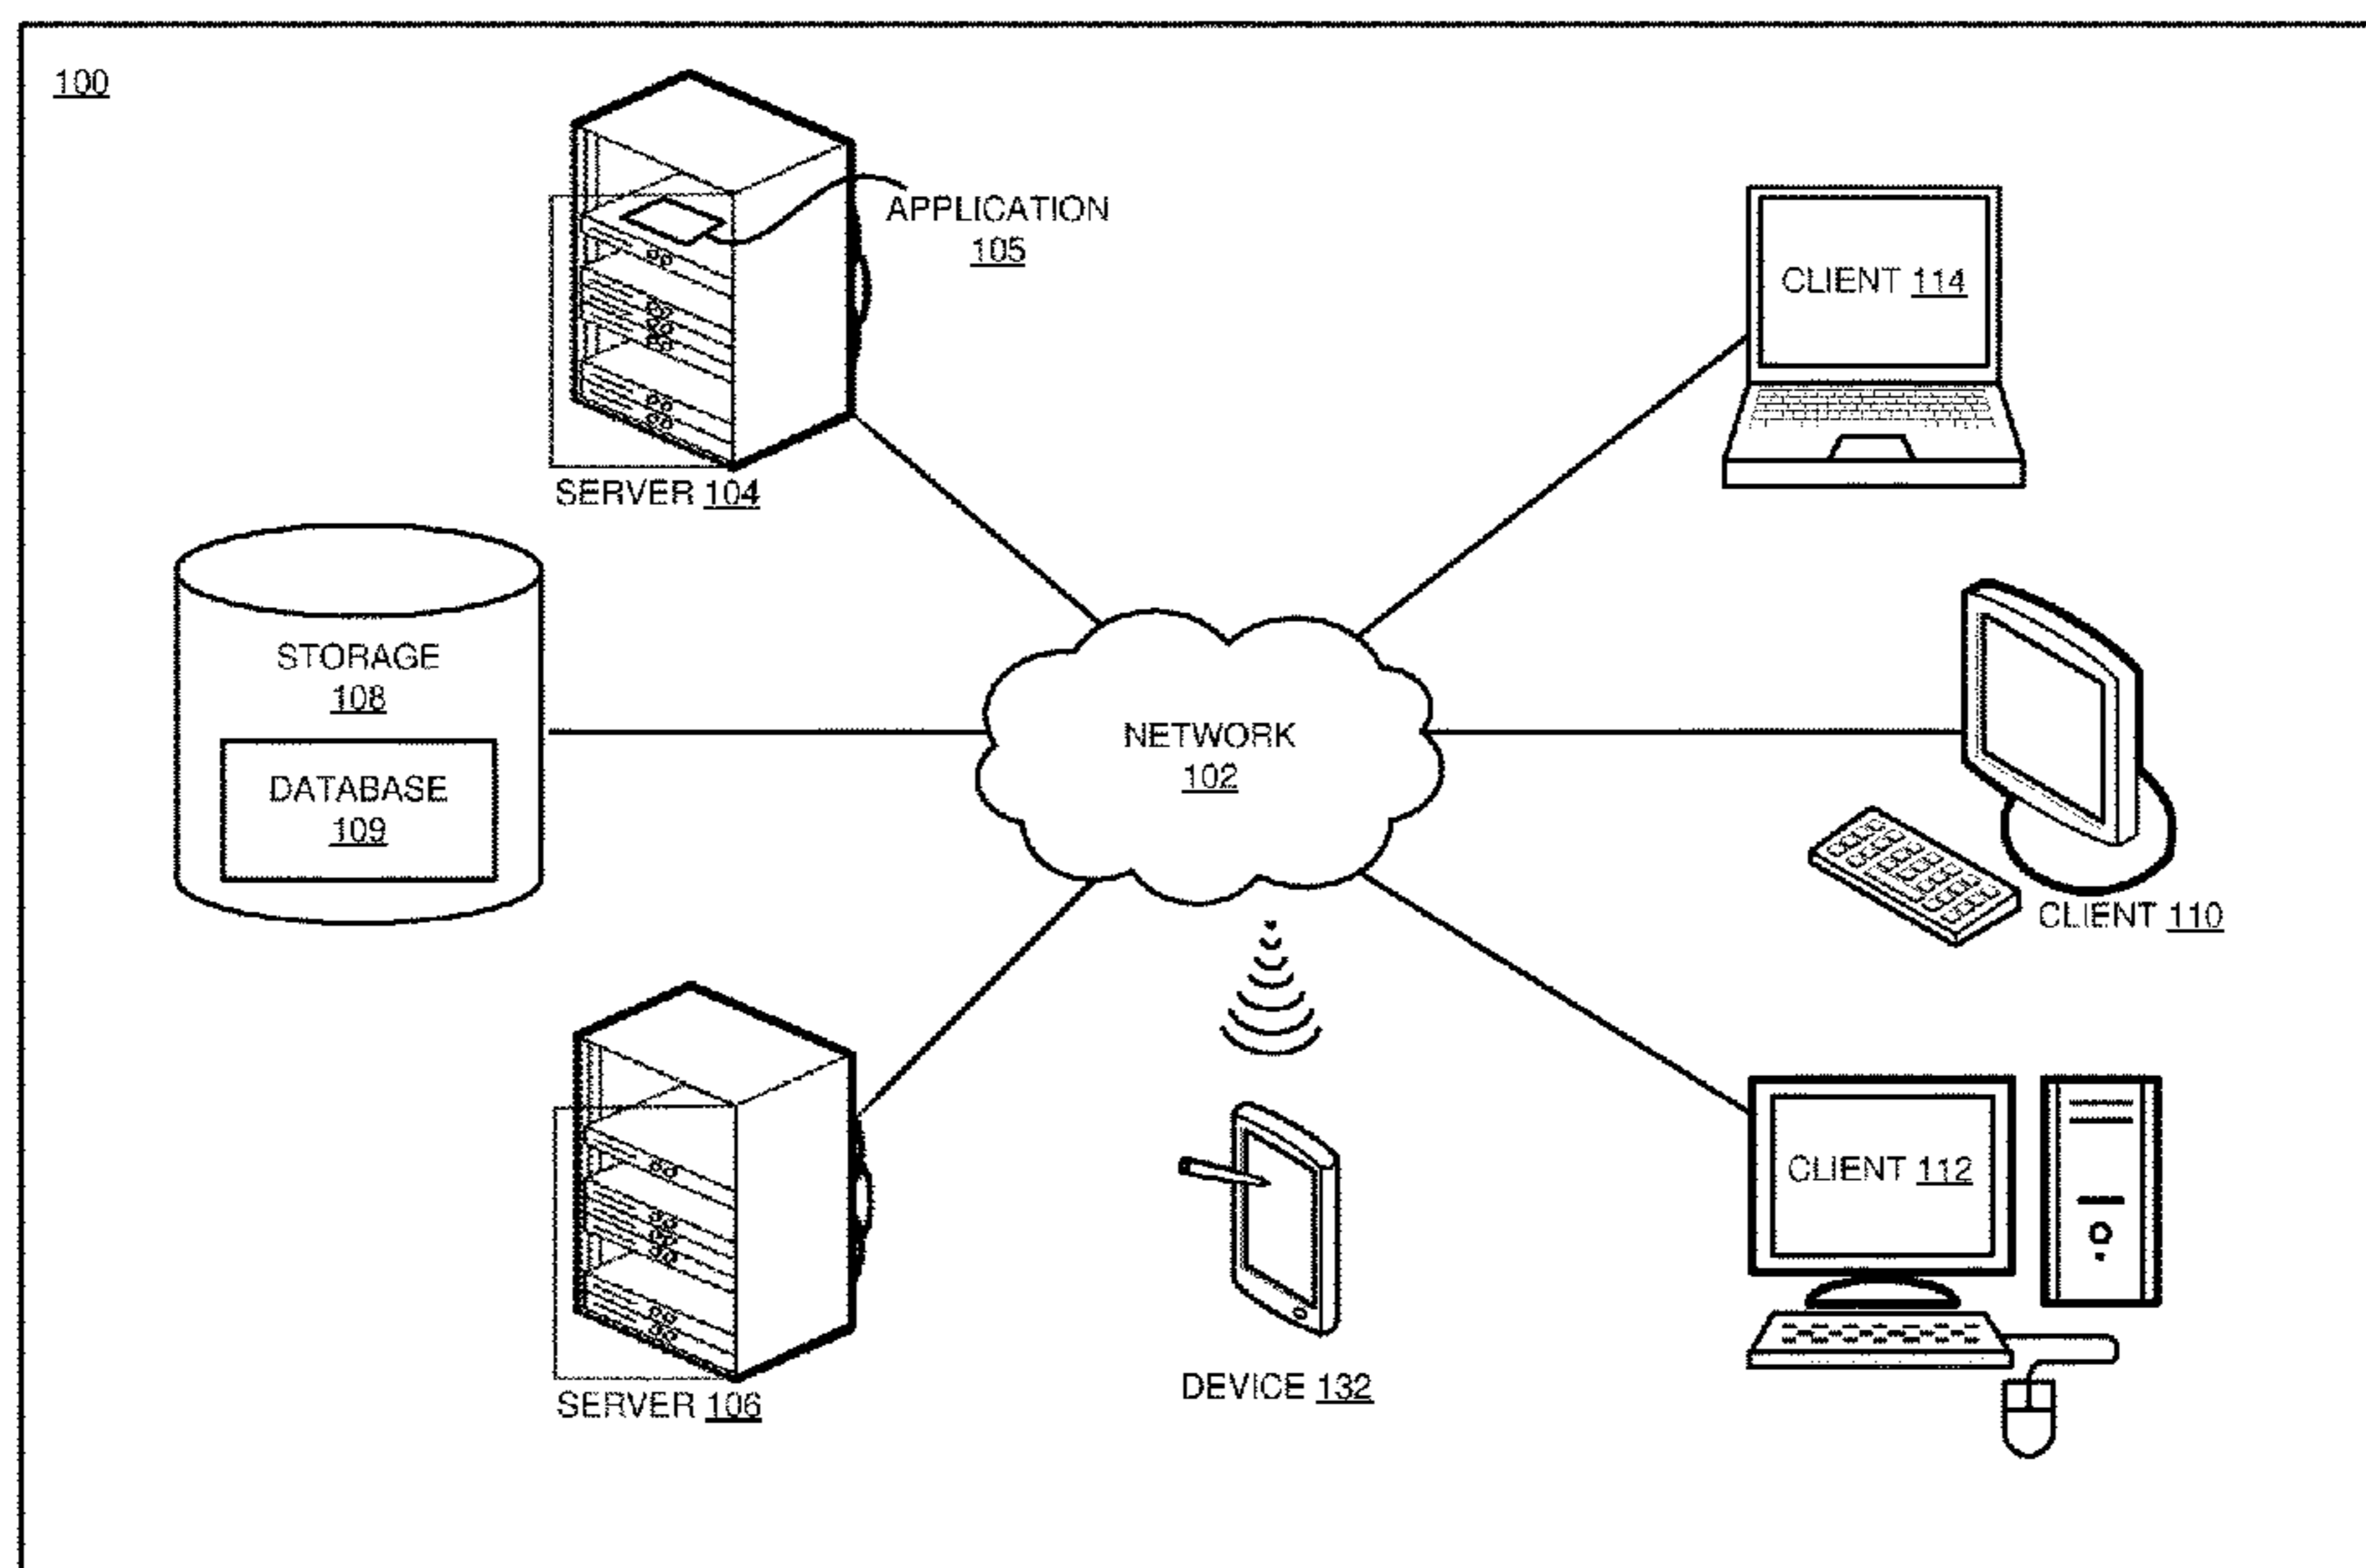 100
APPLICATION
105
CLIENT 114
SERVER 104
STORAGE
108
DATABASE
109
NETWORK
102
CLIENT 110
CLIENT 112
SERVER 106
DEVICE 132